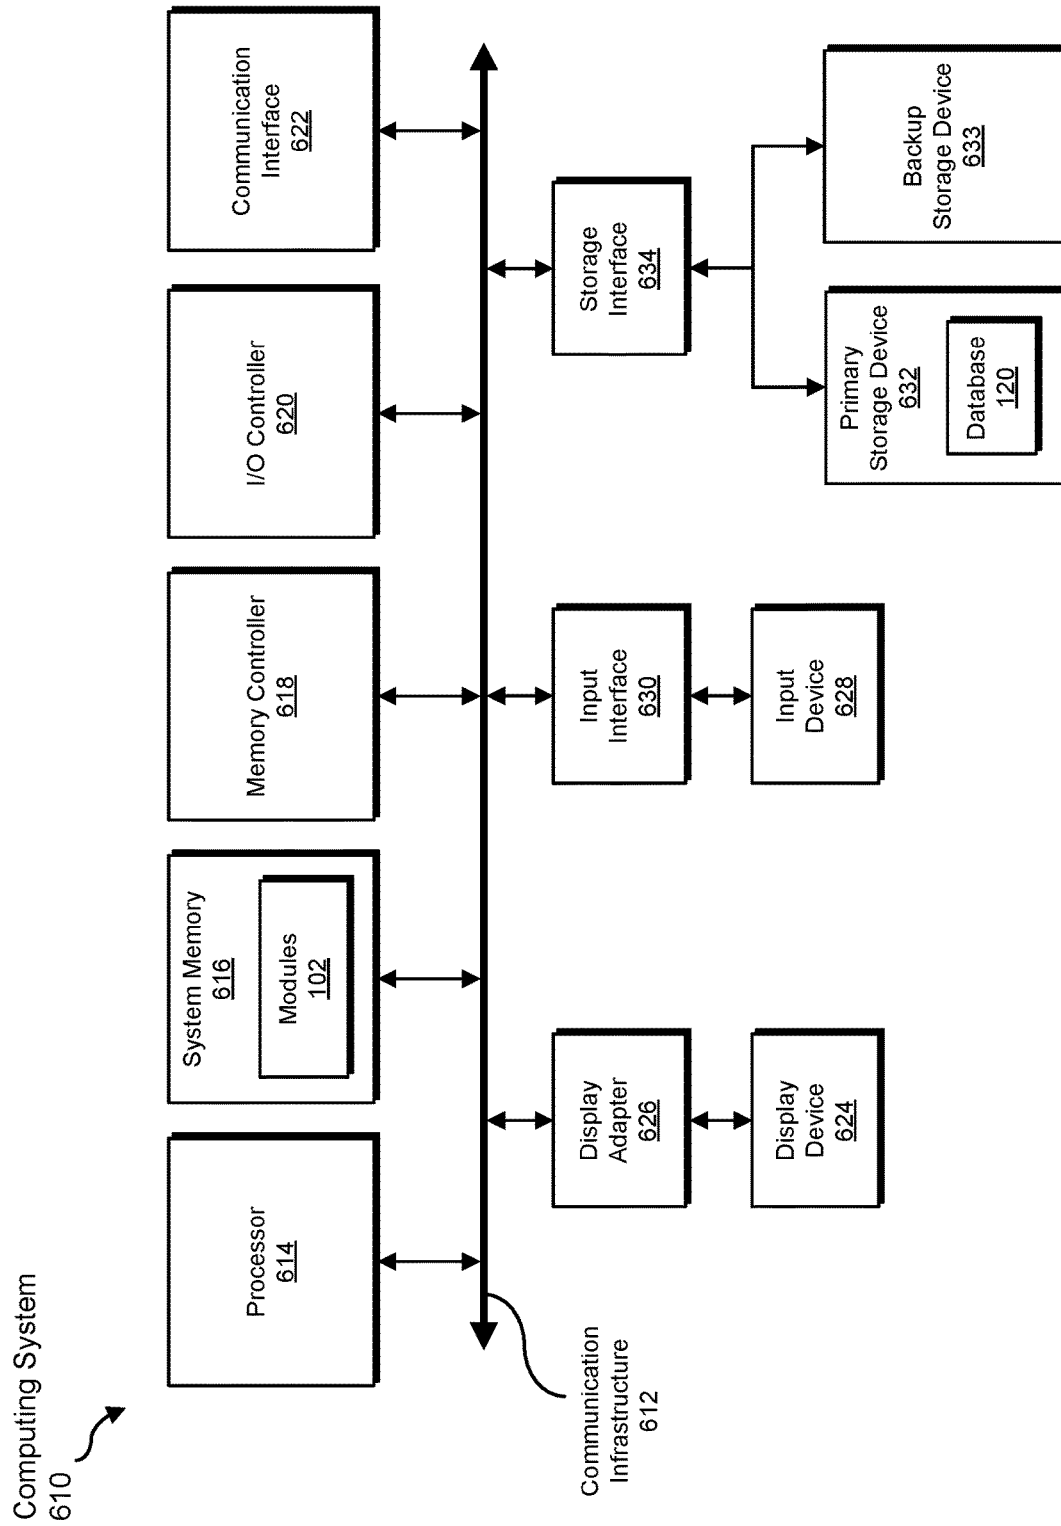 Computing System
610
Processor
614
System Memory
616
Modules
102
Memory Controller
618
I/O Controller
620
Communication
Interface
622
Communication
Infrastructure
612
Display
Adapter
626
Input
Interface
630
Storage
Interface
634
Display
Device
624
Input
Device
628
Primary
Storage Device
632
Database
120
Backup
Storage Device
633